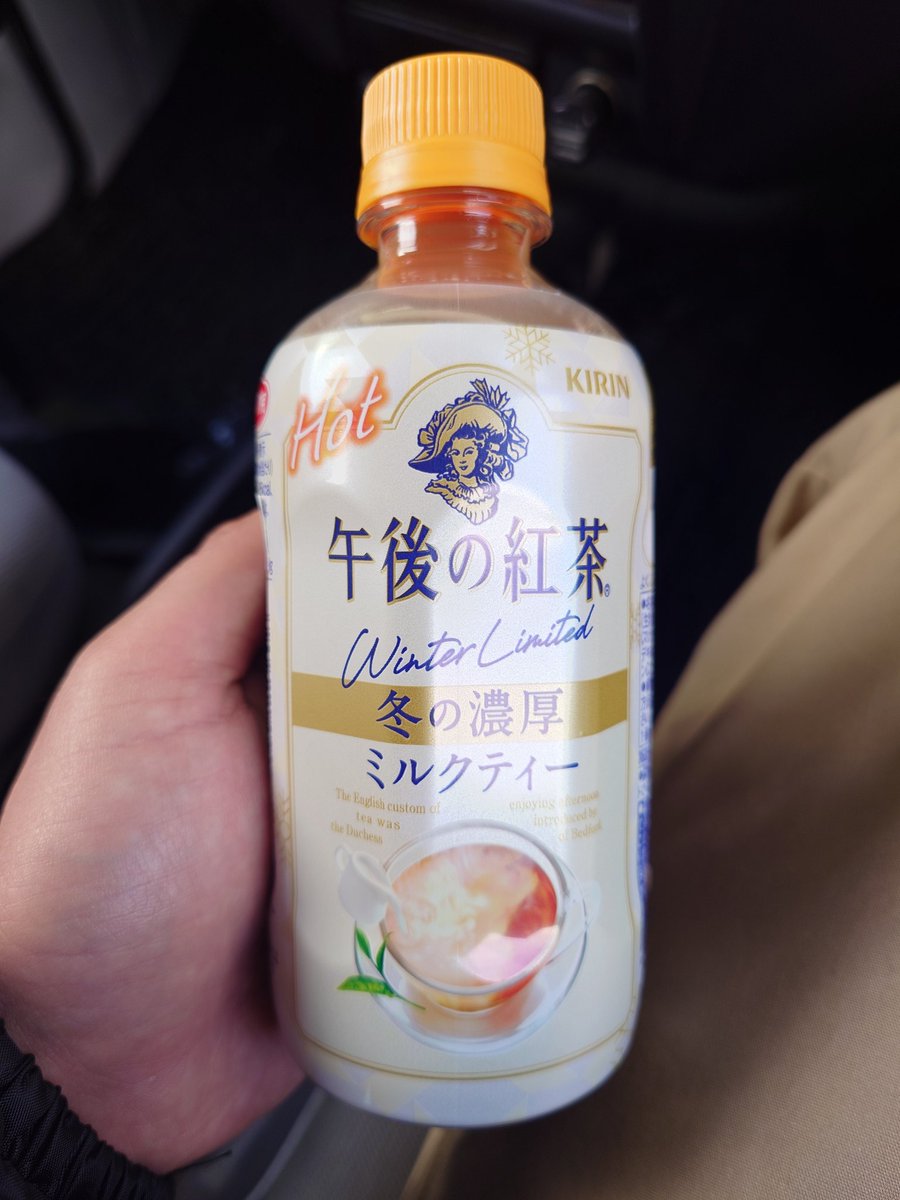 KIRIN
Hot
午後の紅茶®
Winter Limited
冬の濃厚
ミルクティー
The English custom of enjoying afternoon
tea was introduced by
the Duchess of Bedford